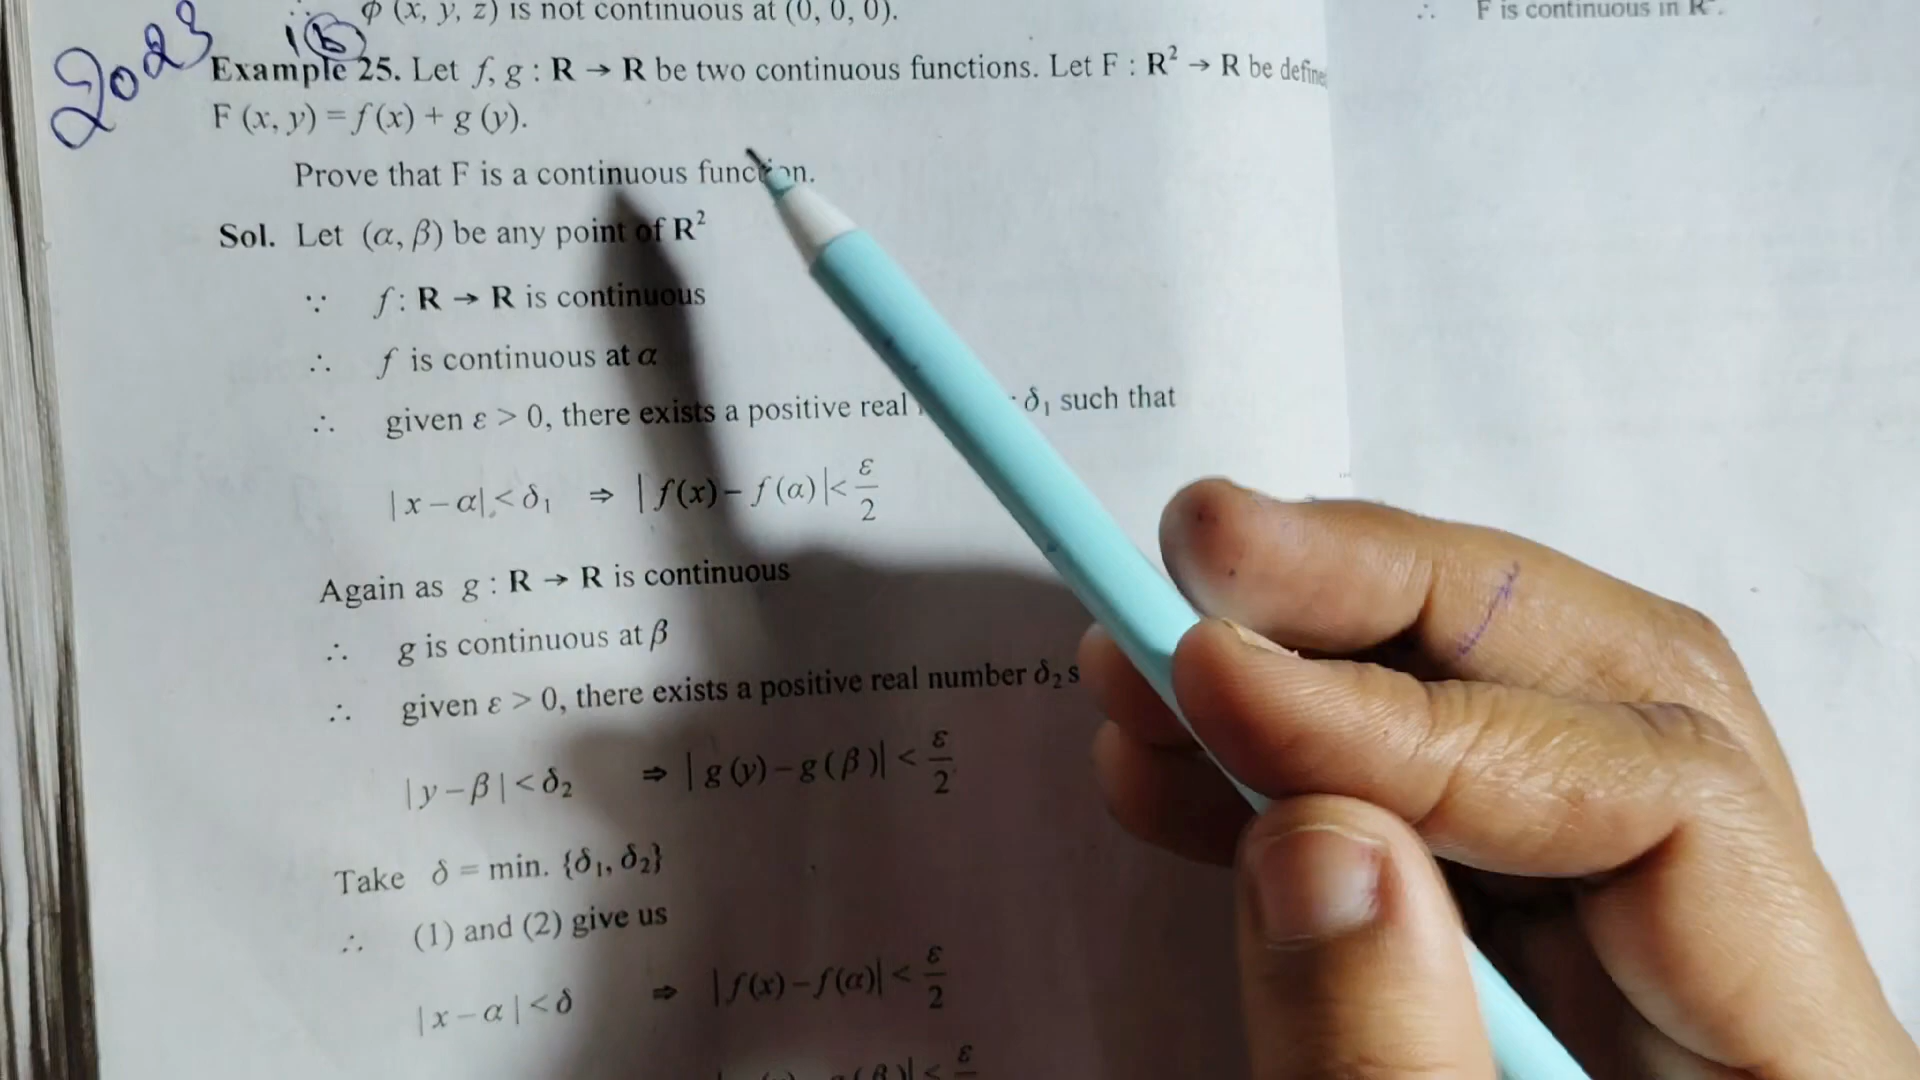 ∴ φ (x, y, z) is not continuous at (0, 0, 0).
∴ F is continuous in R².
2023
1(b)
Example 25. Let f, g : R → R be two continuous functions. Let F : R² → R be define
F (x, y) = f(x) + g (y).
Prove that F is a continuous function.
Sol. Let (α, β) be any point of R²
∵ f : R → R is continuous
∴ f is continuous at α
∴ given ε > 0, there exists a positive real δ₁ such that
| x − α | < δ₁ ⇒ | f(x) − f (α) | < ε/2
Again as g : R → R is continuous
∴ g is continuous at β
∴ given ε > 0, there exists a positive real number δ₂ s
| y − β | < δ₂ ⇒ | g (y) − g (β) | < ε/2
Take δ = min. {δ₁, δ₂}
∴ (1) and (2) give us
| x − α | < δ ⇒ | f(x) − f(α)| < ε/2